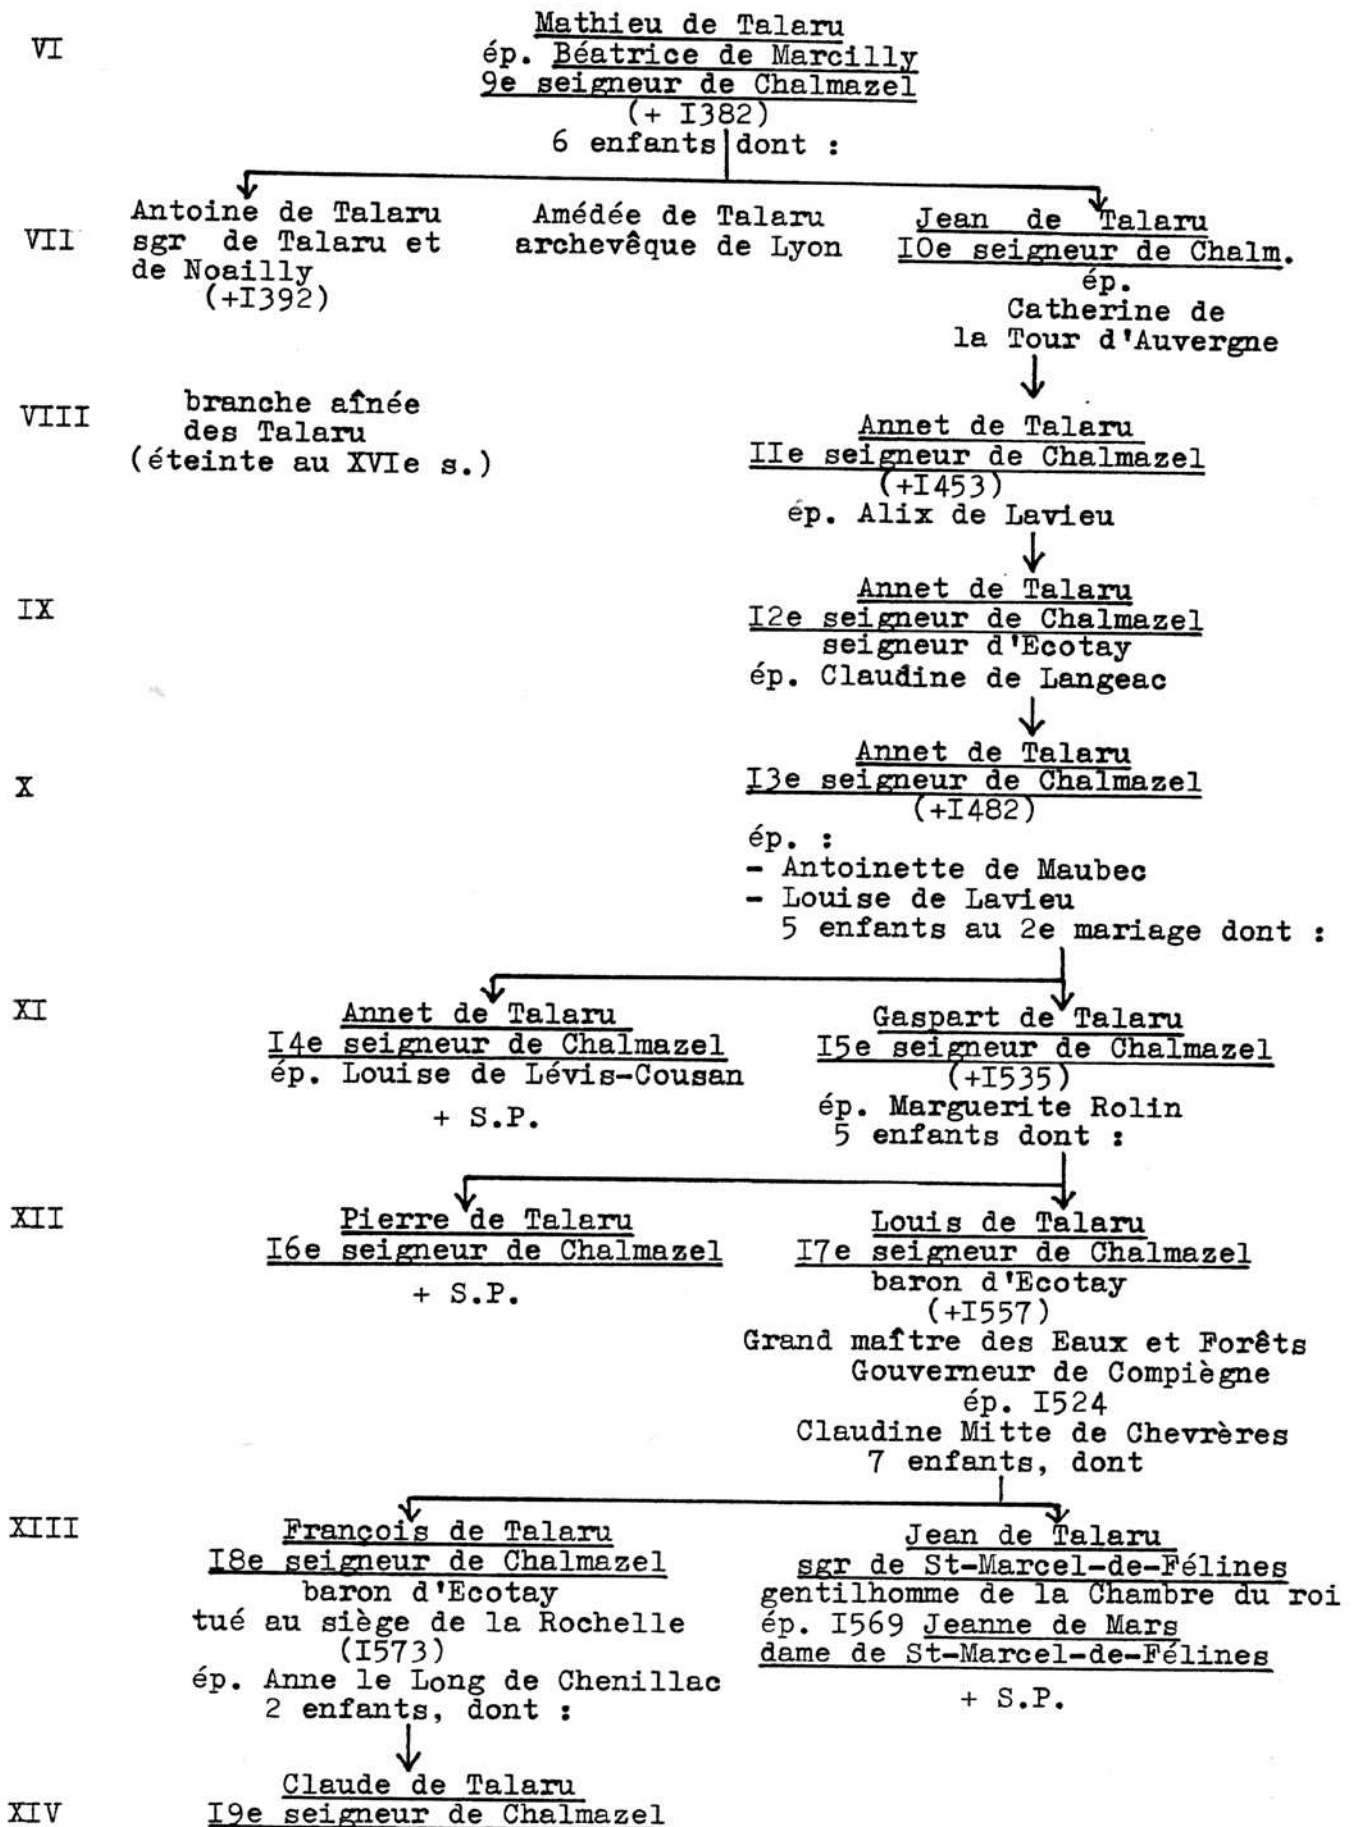 VI
Mathieu de Talaru
ép. Béatrice de Marcilly
9e seigneur de Chalmazel
(+ I382)
6 enfants dont :
VII
Antoine de Talaru
sgr de Talaru et
de Noailly
(+I392)
Amédée de Talaru
archevêque de Lyon
Jean de Talaru
I0e seigneur de Chalm.
ép.
Catherine de
la Tour d'Auvergne
VIII
branche aînée
des Talaru
(éteinte au XVIe s.)
Annet de Talaru
IIe seigneur de Chalmazel
(+I453)
ép. Alix de Lavieu
IX
Annet de Talaru
I2e seigneur de Chalmazel
seigneur d'Ecotay
ép. Claudine de Langeac
X
Annet de Talaru
I3e seigneur de Chalmazel
(+I482)
ép. :
- Antoinette de Maubec
- Louise de Lavieu
5 enfants au 2e mariage dont :
XI
Annet de Talaru
I4e seigneur de Chalmazel
ép. Louise de Lévis-Cousan
+ S.P.
Gaspart de Talaru
I5e seigneur de Chalmazel
(+I535)
ép. Marguerite Rolin
5 enfants dont :
XII
Pierre de Talaru
I6e seigneur de Chalmazel
+ S.P.
Louis de Talaru
I7e seigneur de Chalmazel
baron d'Ecotay
(+I557)
Grand maître des Eaux et Forêts
Gouverneur de Compiègne
ép. I524
Claudine Mitte de Chevrères
7 enfants, dont
XIII
François de Talaru
I8e seigneur de Chalmazel
baron d'Ecotay
tué au siège de la Rochelle
(I573)
ép. Anne le Long de Chenillac
2 enfants, dont :
Jean de Talaru
sgr de St-Marcel-de-Félines
gentilhomme de la Chambre du roi
ép. I569 Jeanne de Mars
dame de St-Marcel-de-Félines
+ S.P.
XIV
Claude de Talaru
I9e seigneur de Chalmazel